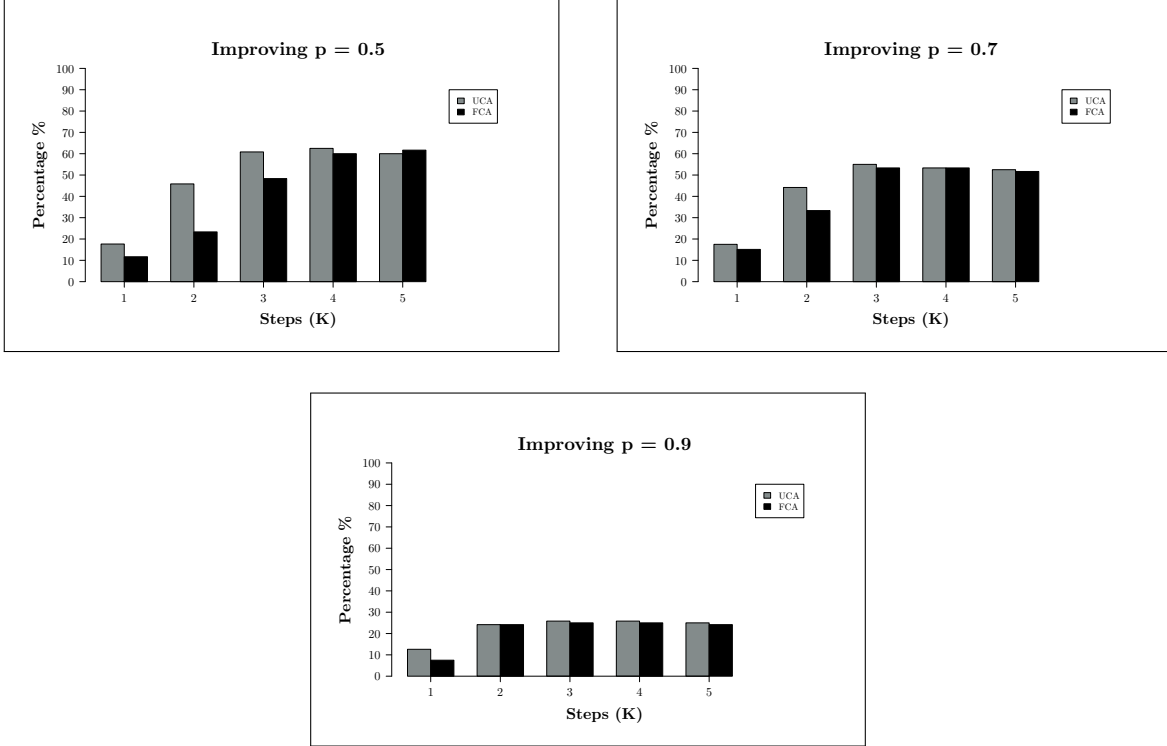 Improving p = 0.5
Percentage %
100
90
80
70
60
50
40
30
20
10
0
UCA
FCA
1 2 3 4 5
Steps (K)
Improving p = 0.7
Percentage %
100
90
80
70
60
50
40
30
20
10
0
UCA
FCA
1 2 3 4 5
Steps (K)
Improving p = 0.9
Percentage %
100
90
80
70
60
50
40
30
20
10
0
UCA
FCA
1 2 3 4 5
Steps (K)